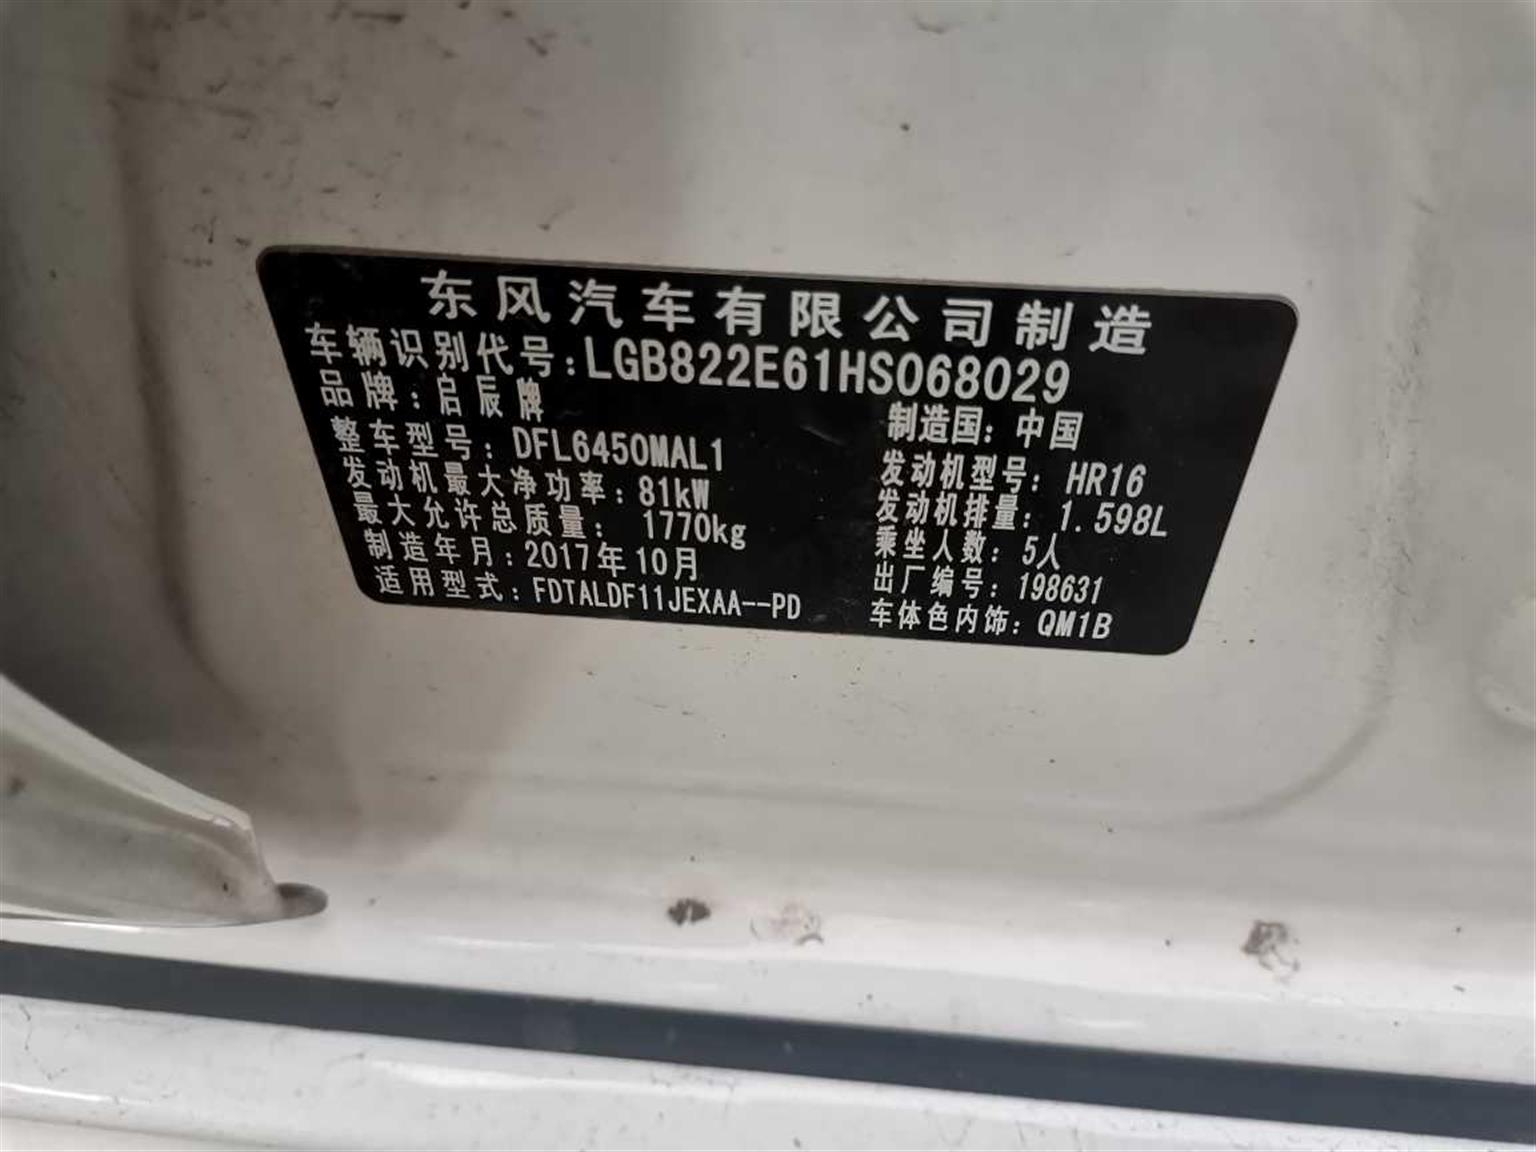 东风汽车有限公司制造
车辆识别代号:LGB822E61HS068029
品牌:启辰牌 制造国:中国
整车型号:DFL6450MAL1 发动机型号:HR16
发动机最大净功率:81kW 发动机排量:1.598L
最大允许总质量:1770kg 乘坐人数:5人
制造年月:2017年10月 出厂编号:198631
适用型式:FDTALDF11JEXAA--PD 车体色内饰:QM1B